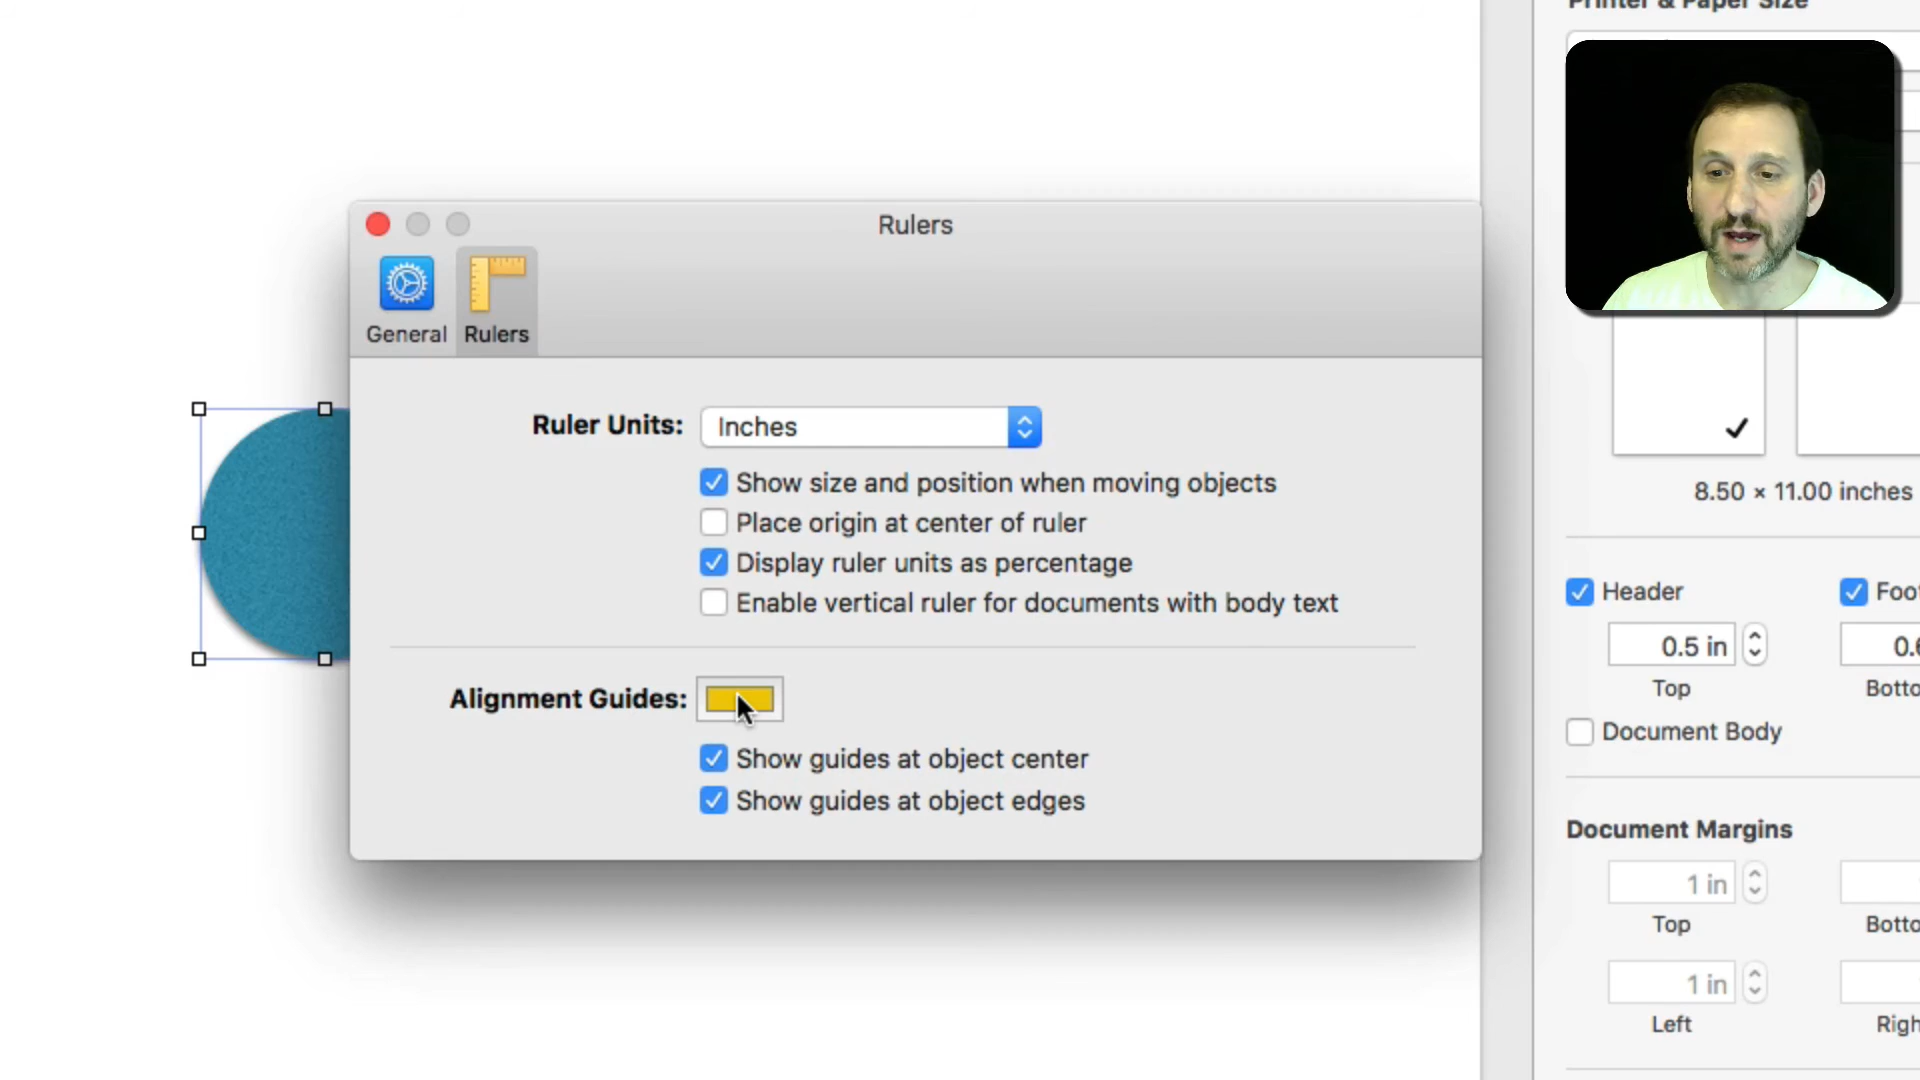 Printer & Paper Size
Rulers
General
Rulers
Ruler Units:
Inches
Show size and position when moving objects
Place origin at center of ruler
Display ruler units as percentage
Enable vertical ruler for documents with body text
Alignment Guides:
Show guides at object center
Show guides at object edges
8.50 × 11.00 inches
Header
0.5 in
Top
Document Body
Document Margins
1 in
Top
1 in
Left